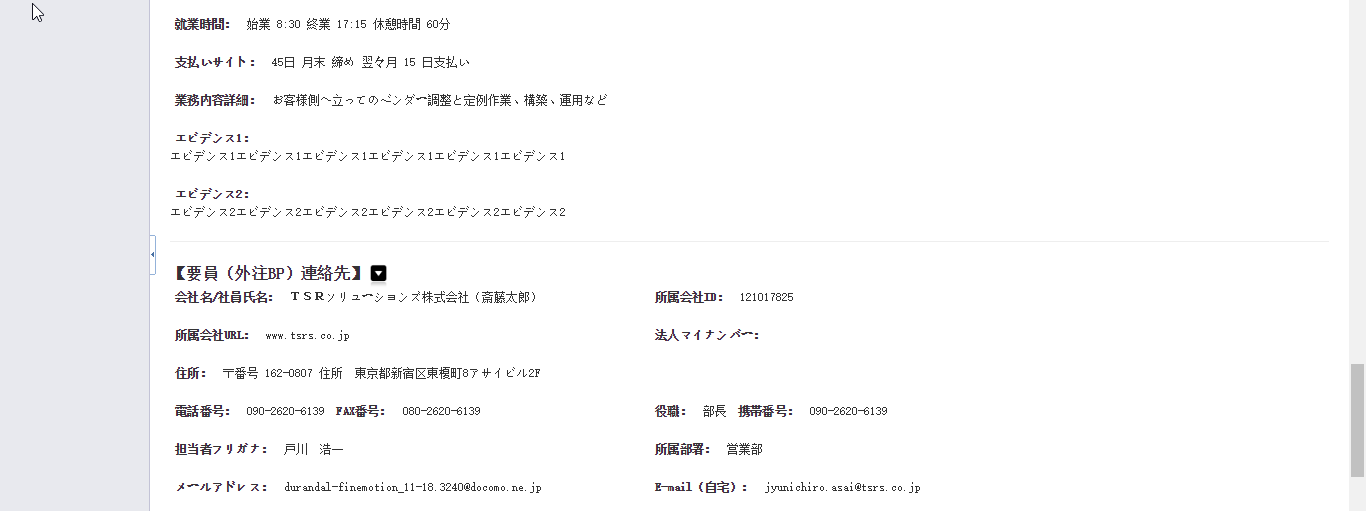 就業時間： 始業 8:30 終業 17:15 休憩時間 60分
支払いサイト： 45日 月末 締め 翌々月 15 日支払い
業務内容詳細： お客様側へ立ってのベンダー調整と定例作業、構築、運用など
エビデンス1：
エビデンス1エビデンス1エビデンス1エビデンス1エビデンス1エビデンス1
エビデンス2：
エビデンス2エビデンス2エビデンス2エビデンス2エビデンス2エビデンス2
【要員（外注BP）連絡先】
会社名/社員氏名： ＴＳＲソリューションズ株式会社（斎藤太郎） 所属会社ID： 121017825
所属会社URL： www.tsrs.co.jp 法人マイナンバー：
住所： 〒番号 162-0807 住所　東京都新宿区東榎町8アサイビル2F
電話番号： 090-2620-6139 FAX番号： 080-2620-6139 役職： 部長 携帯番号： 090-2620-6139
担当者フリガナ： 戸川　浩一 所属部署： 営業部
メールアドレス： durandal-finemotion_11-18.3240@docomo.ne.jp E-mail（自宅）： jyunichiro.asai@tsrs.co.jp